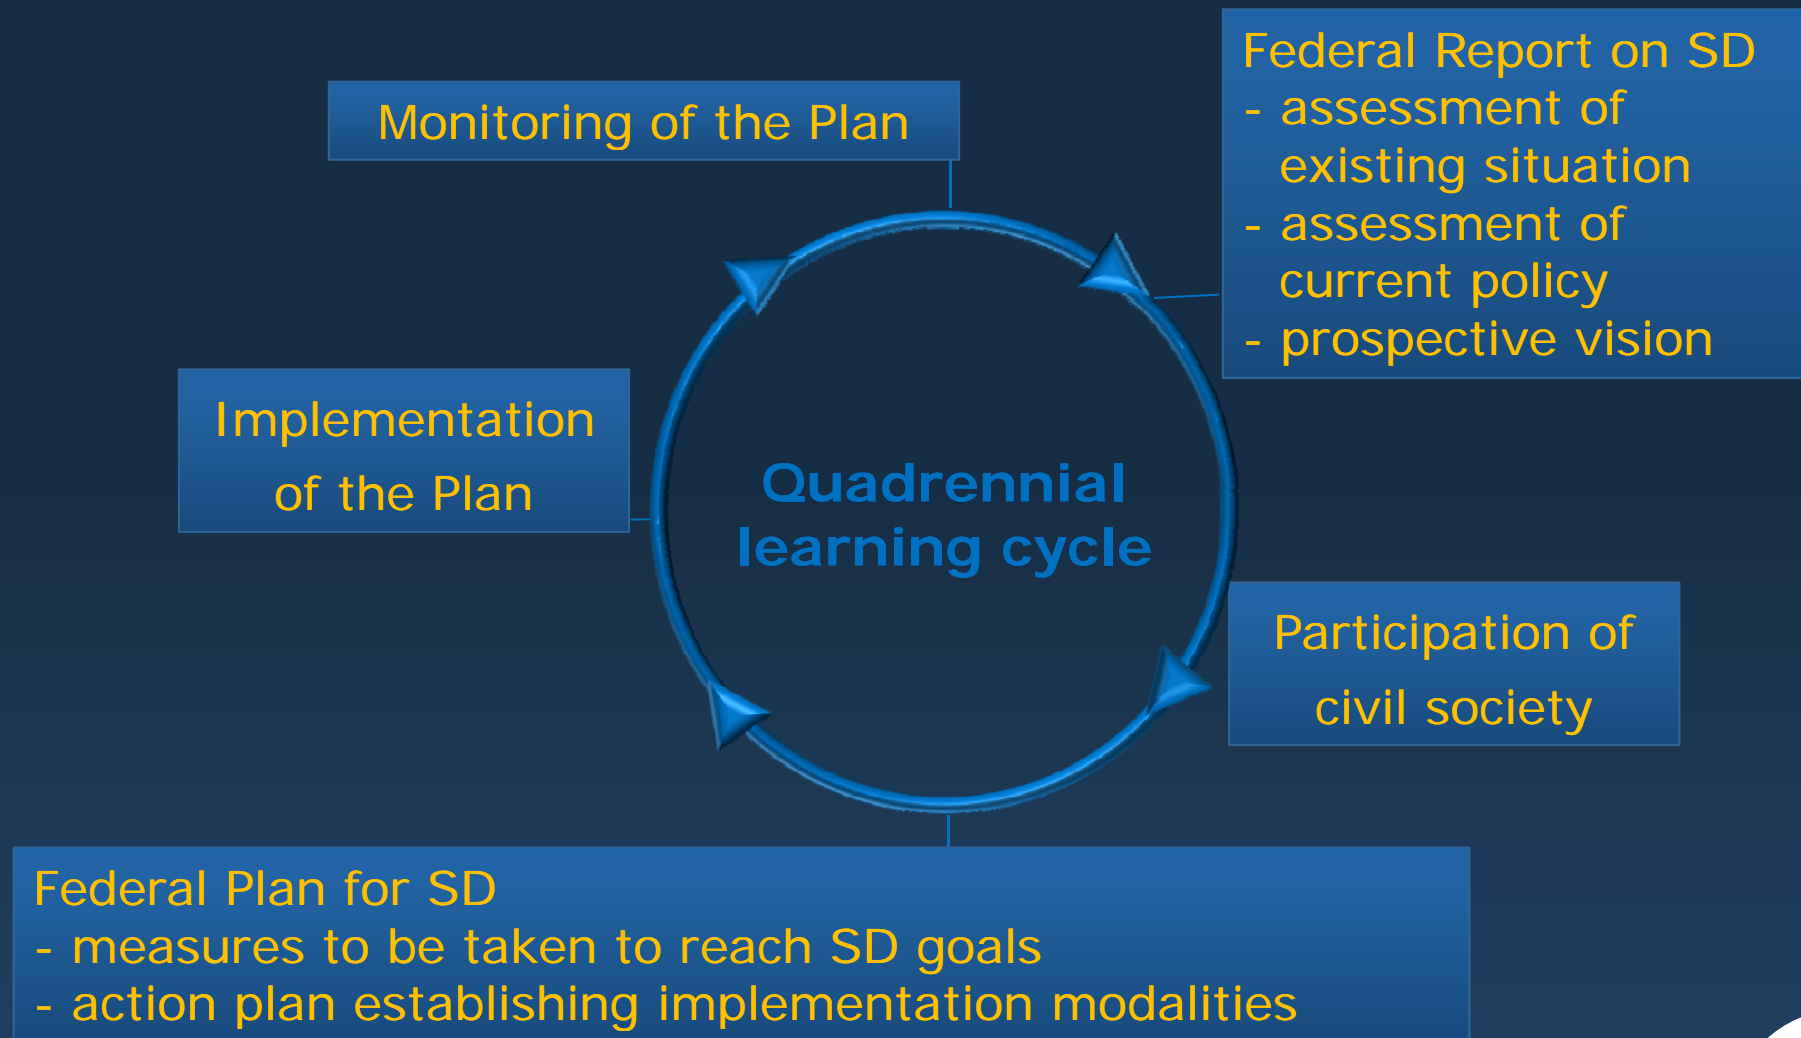 Monitoring of the Plan
Federal Report on SD
- assessment of
existing situation
- assessment of
current policy
- prospective vision
Implementation
of the Plan
Quadrennial
learning cycle
Participation of
civil society
Federal Plan for SD
- measures to be taken to reach SD goals
- action plan establishing implementation modalities